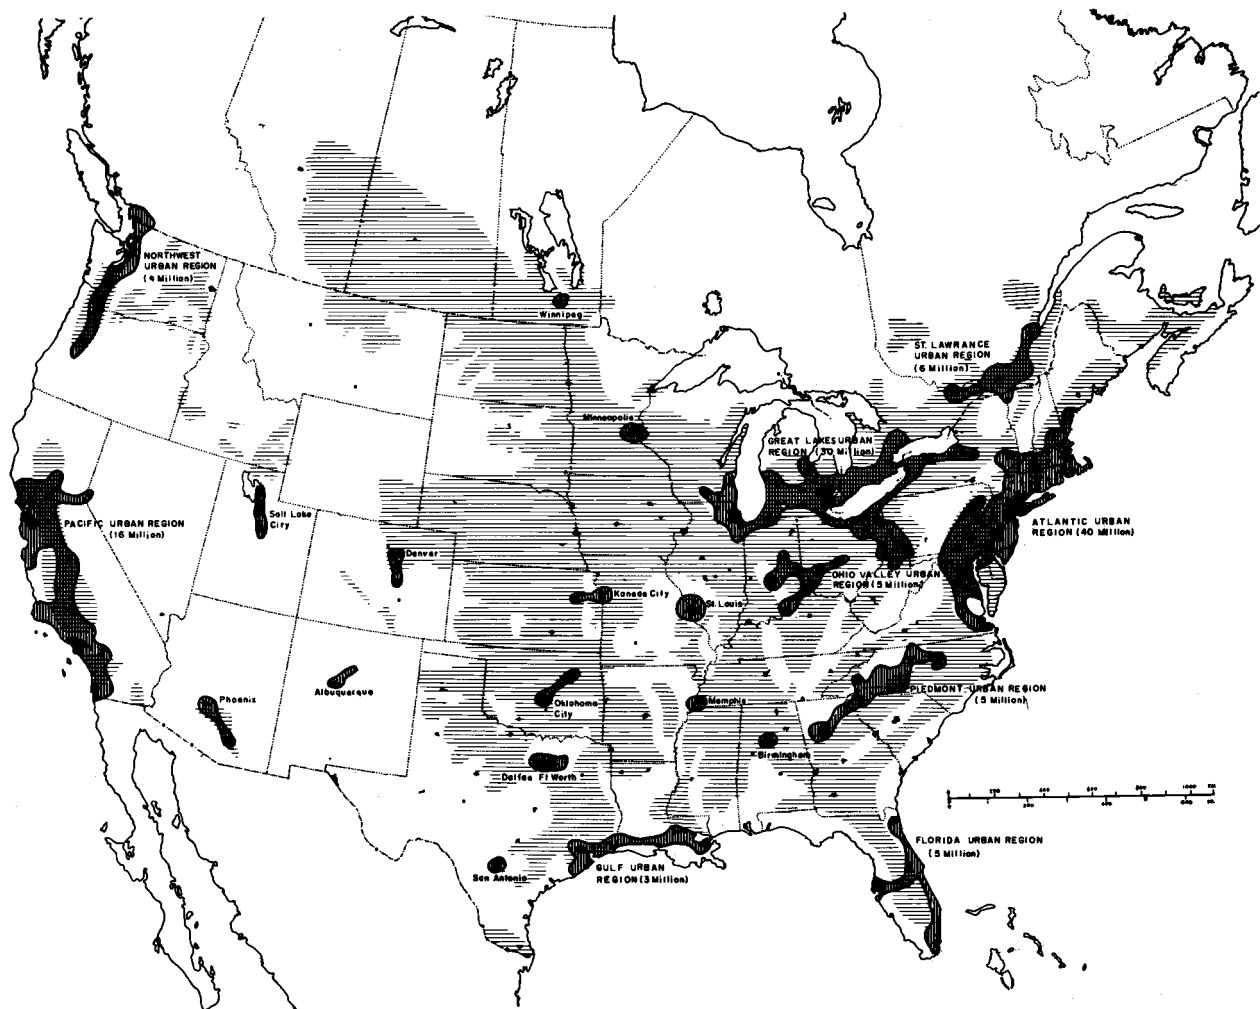 NORTHWEST
URBAN REGION
(4 Million)
Winnipeg
ST. LAWRANCE
URBAN REGION
(6 Million)
Minneapolis
GREAT LAKES URBAN
REGION (30 Million)
Salt Lake
City
PACIFIC URBAN REGION
(16 Million)
ATLANTIC URBAN
REGION (40 Million)
Denver
Kansas City
St. Louis
OHIO VALLEY URBAN
REGION (5 Million)
Albuquerque
Phoenix
Oklahoma
City
Memphis
PIEDMONT URBAN REGION
(5 Million)
Birmingham
Dallas Ft Worth
FLORIDA URBAN REGION
(5 Million)
San Antonio
GULF URBAN
REGION (3 Million)